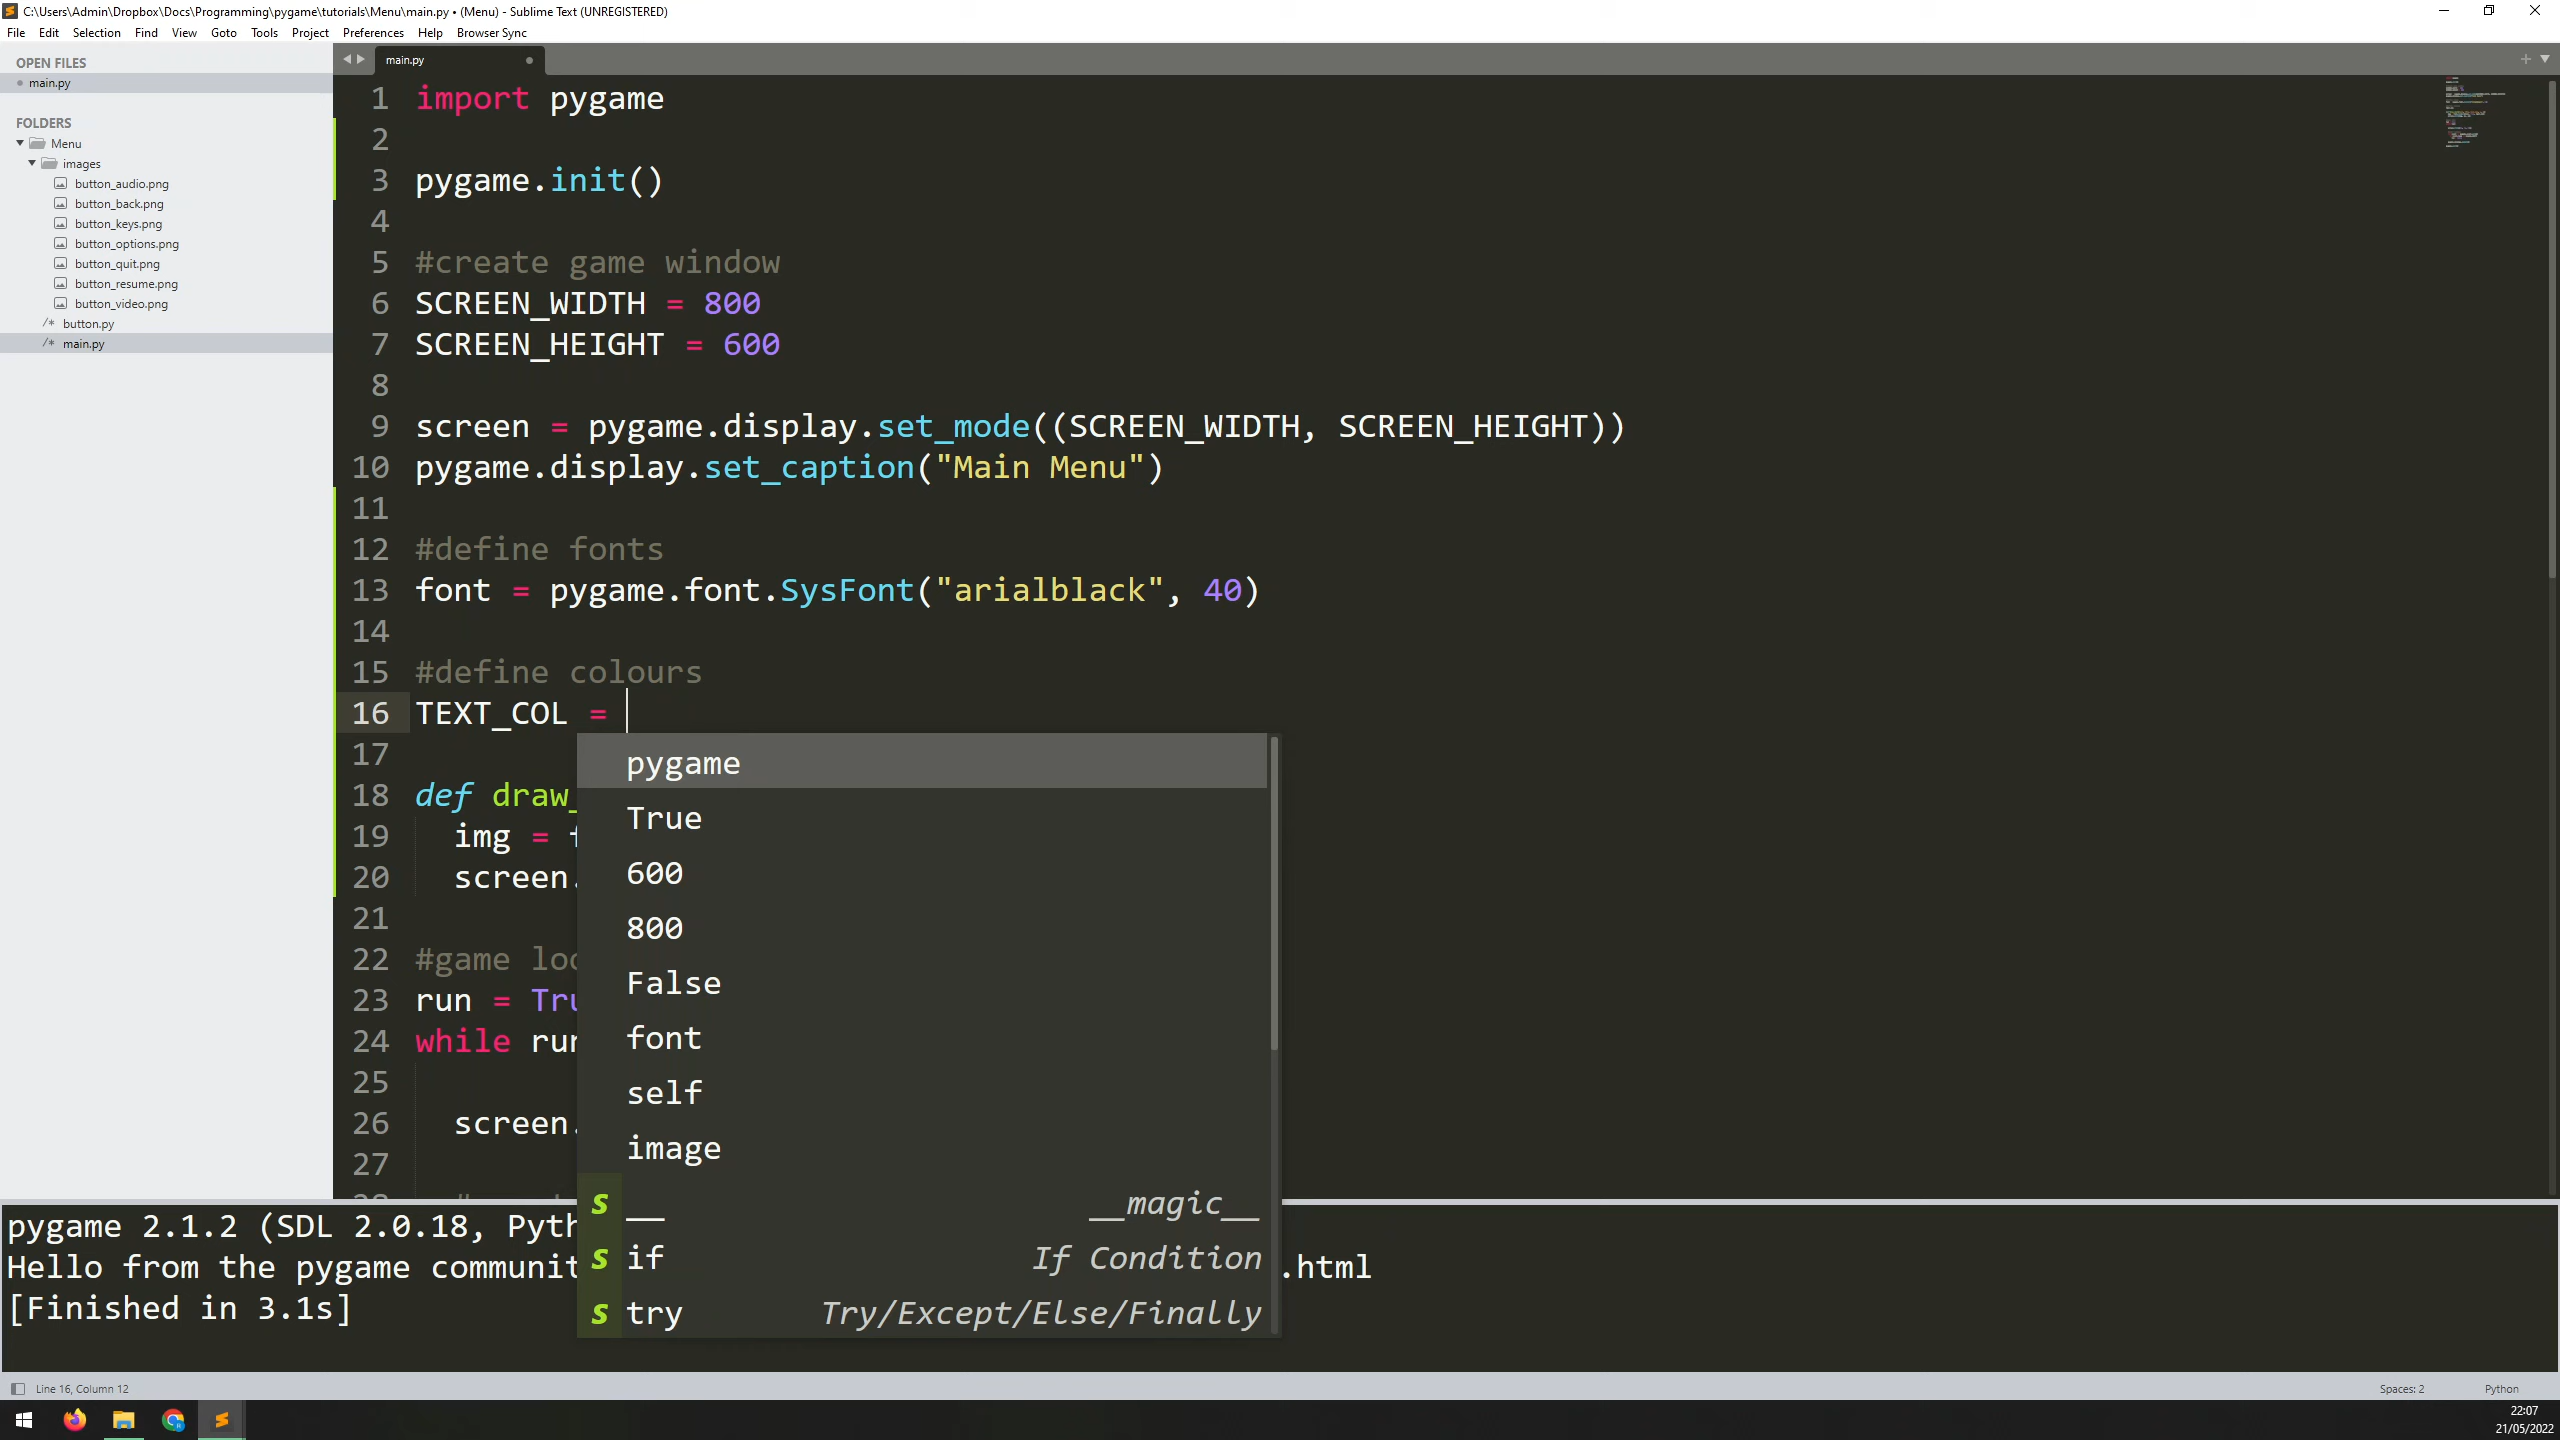 C:\Users\Admin\Dropbox\Docs\Programming\pygame\tutorials\Menu\main.py • (Menu) - Sublime Text (UNREGISTERED)
File Edit Selection Find View Goto Tools Project Preferences Help Browser Sync
OPEN FILES
main.py
FOLDERS
Menu
images
button_audio.png
button_back.png
button_keys.png
button_options.png
button_quit.png
button_resume.png
button_video.png
/* button.py
/* main.py
main.py
1 import pygame
2
3 pygame.init()
4
5 #create game window
6 SCREEN_WIDTH = 800
7 SCREEN_HEIGHT = 600
8
9 screen = pygame.display.set_mode((SCREEN_WIDTH, SCREEN_HEIGHT))
10 pygame.display.set_caption("Main Menu")
11
12 #define fonts
13 font = pygame.font.SysFont("arialblack", 40)
14
15 #define colours
16 TEXT_COL =
17
18 def draw_
19 img =
20 screen.
21
22 #game loo
23 run = Tru
24 while run
25
26 screen.
27
pygame
True
600
800
False
font
self
image
s __ __magic__
s if If Condition
s try Try/Except/Else/Finally
pygame 2.1.2 (SDL 2.0.18, Pyth
Hello from the pygame communit .html
[Finished in 3.1s]
Line 16, Column 12
Spaces: 2 Python
22:07
21/05/2022